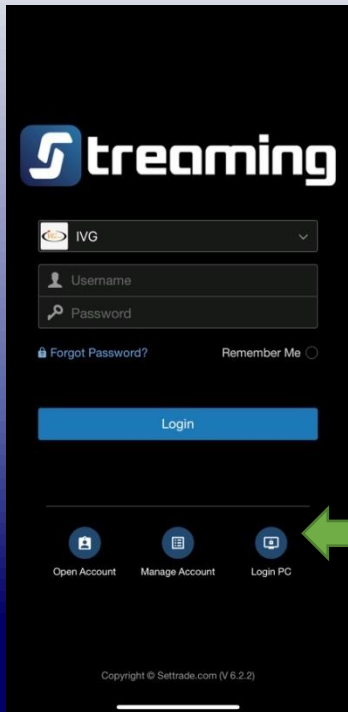 Streaming
IVG
Username
Password
Forgot Password?
Remember Me
Login
Open Account
Manage Account
Login PC
Copyright © Settrade.com (V 6.2.2)